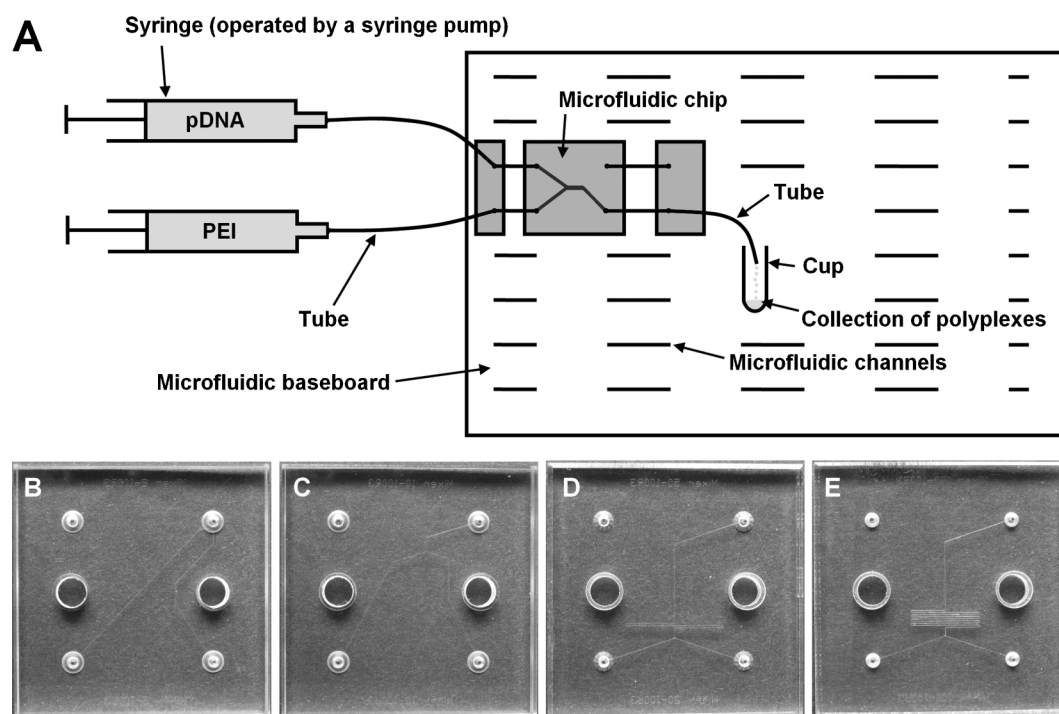 A
Syringe (operated by a syringe pump)
pDNA
Microfluidic chip
PEI
Tube
Tube
Cup
Collection of polyplexes
Microfluidic baseboard
Microfluidic channels
B
C
D
E